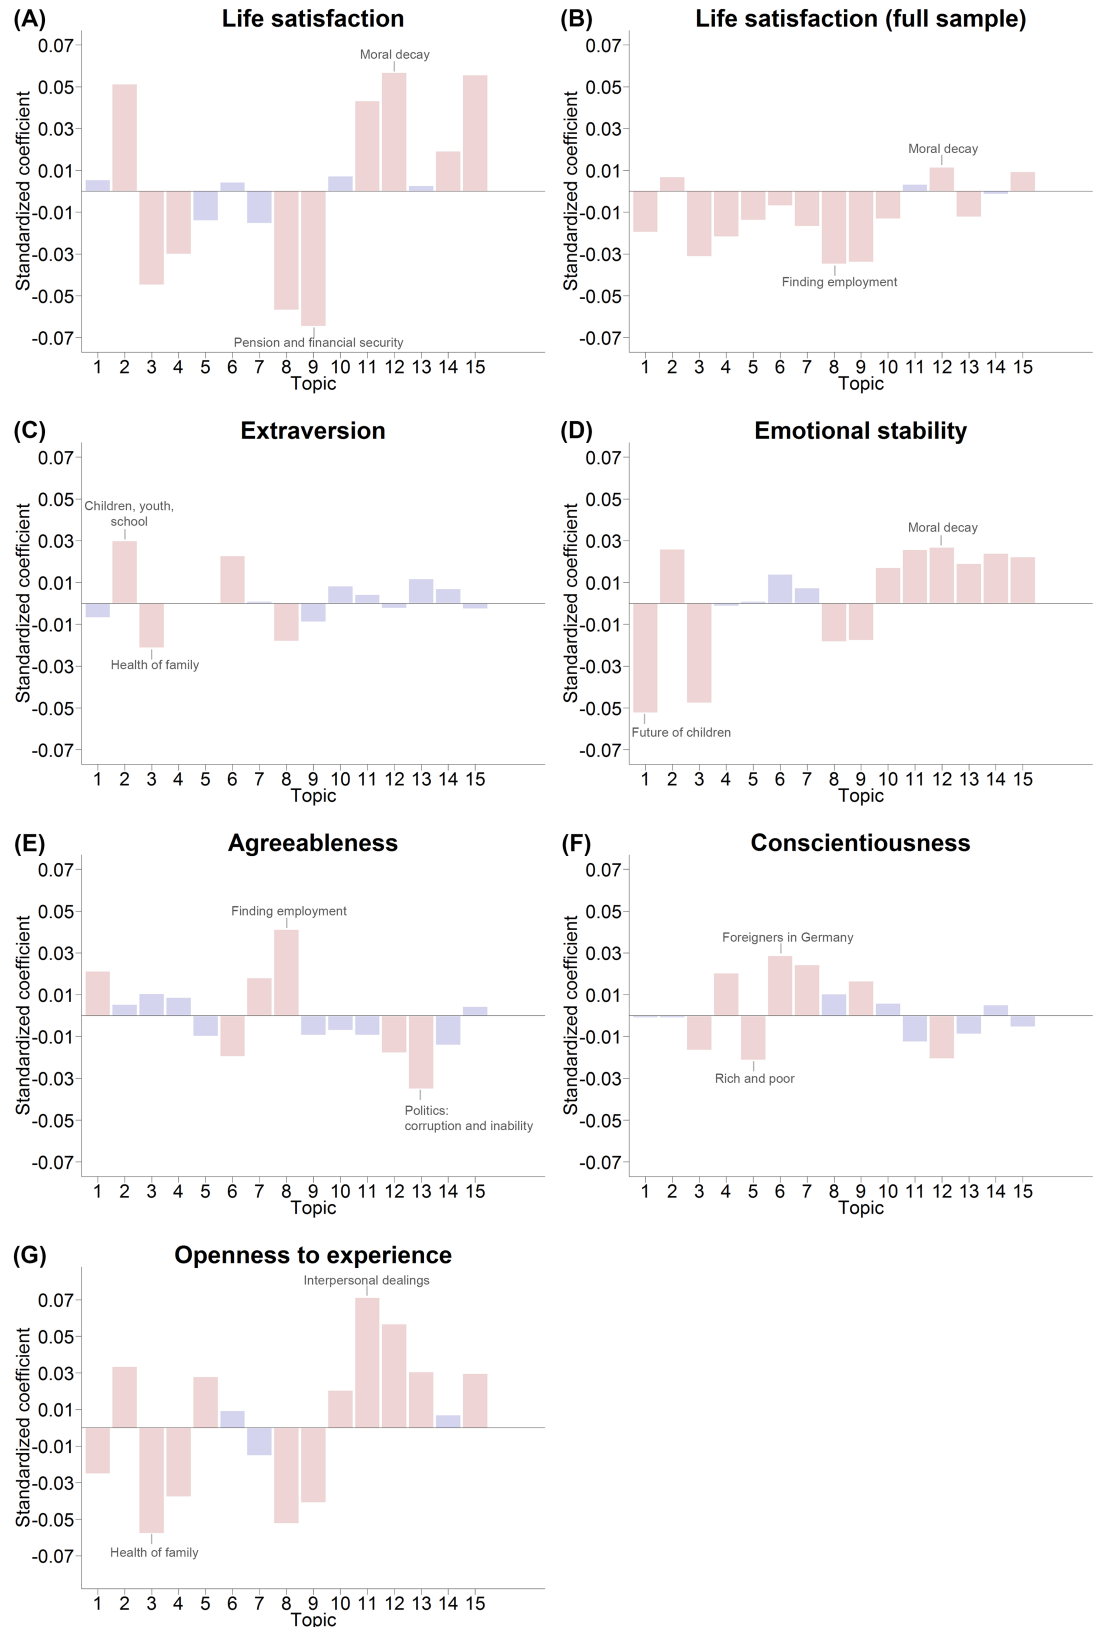 (A) Life satisfaction
Standardized coefficient
0.07
0.05
0.03
0.01
-0.01
-0.03
-0.05
-0.07
Moral decay
Pension and financial security
1 2 3 4 5 6 7 8 9 10 11 12 13 14 15
Topic
(B) Life satisfaction (full sample)
Standardized coefficient
0.07
0.05
0.03
0.01
-0.01
-0.03
-0.05
-0.07
Moral decay
Finding employment
1 2 3 4 5 6 7 8 9 10 11 12 13 14 15
Topic
(C) Extraversion
Standardized coefficient
0.07
0.05
0.03
0.01
-0.01
-0.03
-0.05
-0.07
Children, youth,
school
Health of family
1 2 3 4 5 6 7 8 9 10 11 12 13 14 15
Topic
(D) Emotional stability
Standardized coefficient
0.07
0.05
0.03
0.01
-0.01
-0.03
-0.05
-0.07
Moral decay
Future of children
1 2 3 4 5 6 7 8 9 10 11 12 13 14 15
Topic
(E) Agreeableness
Standardized coefficient
0.07
0.05
0.03
0.01
-0.01
-0.03
-0.05
-0.07
Finding employment
Politics:
corruption and inability
1 2 3 4 5 6 7 8 9 10 11 12 13 14 15
Topic
(F) Conscientiousness
Standardized coefficient
0.07
0.05
0.03
0.01
-0.01
-0.03
-0.05
-0.07
Foreigners in Germany
Rich and poor
1 2 3 4 5 6 7 8 9 10 11 12 13 14 15
Topic
(G) Openness to experience
Standardized coefficient
0.07
0.05
0.03
0.01
-0.01
-0.03
-0.05
-0.07
Interpersonal dealings
Health of family
1 2 3 4 5 6 7 8 9 10 11 12 13 14 15
Topic